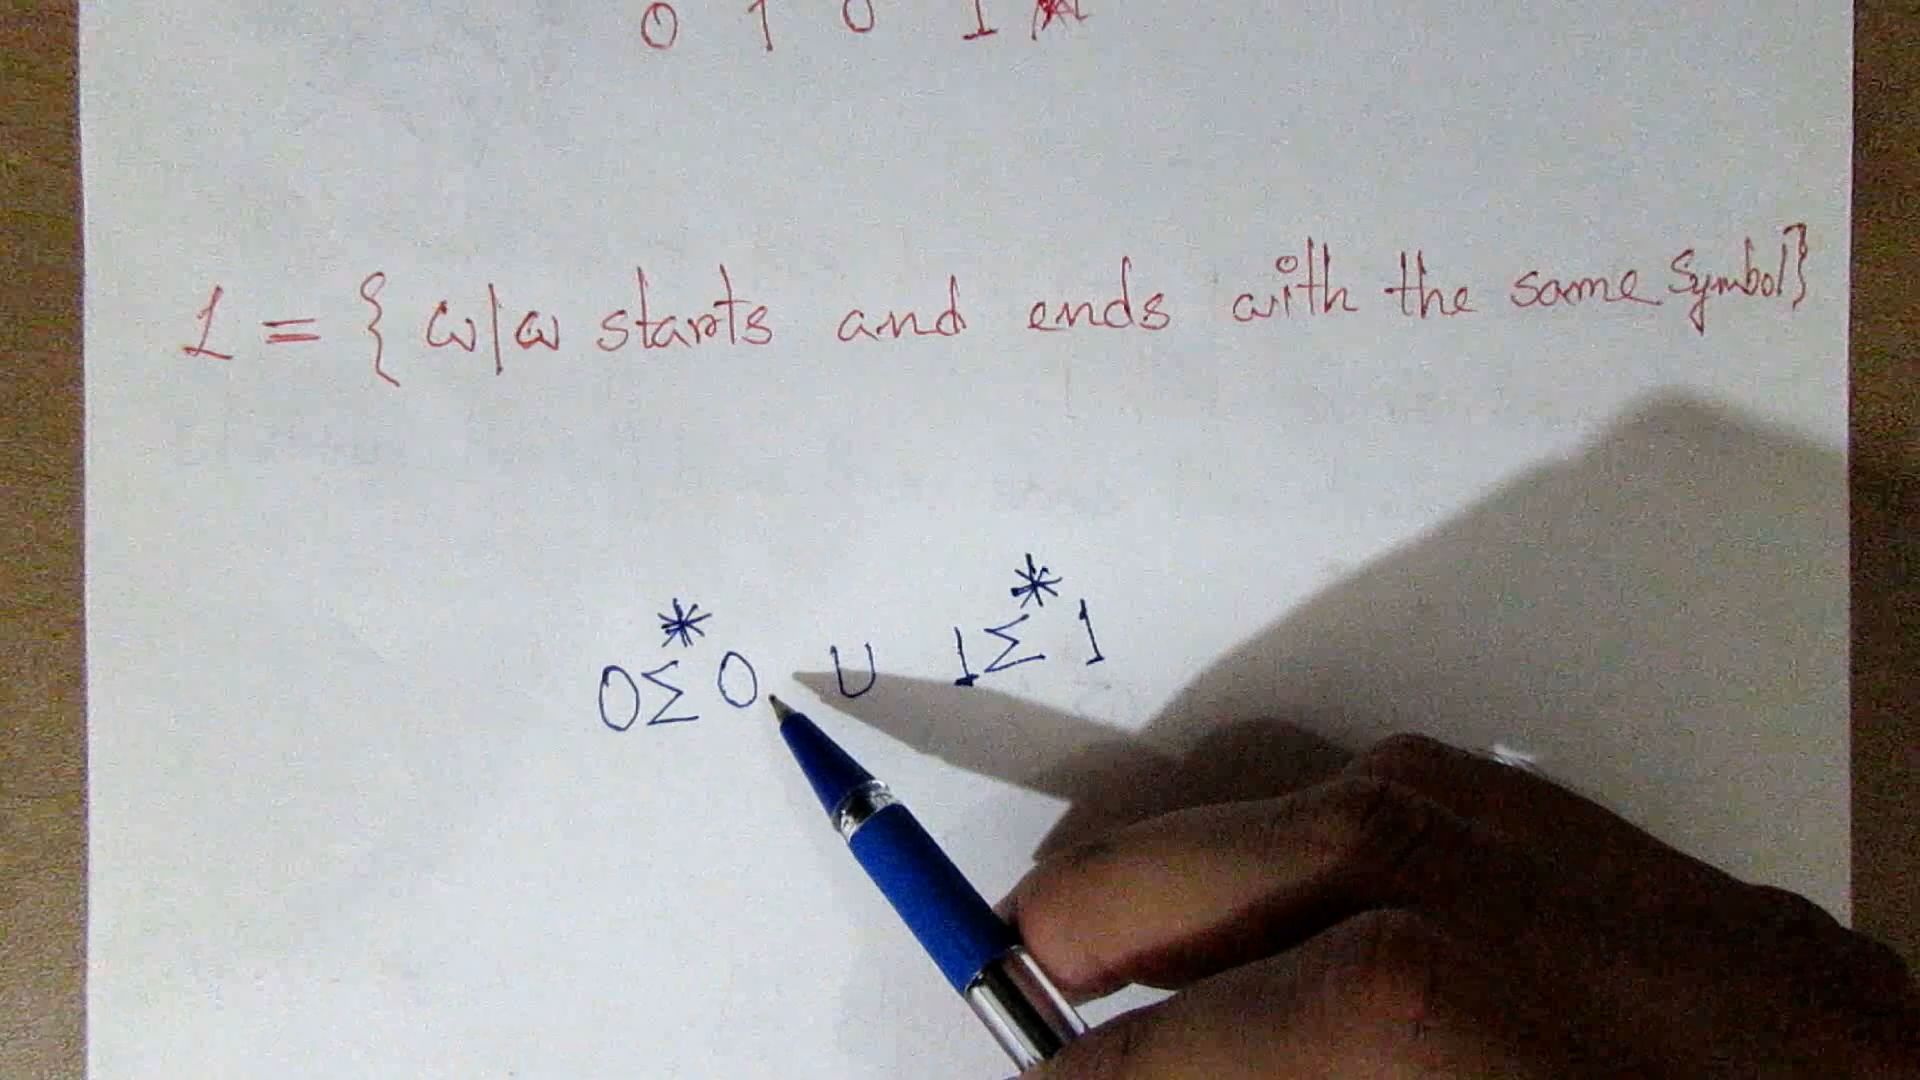 0 1 0 1
L = { ω/ω starts and ends with the same Symbol}
0Σ*0 ∪ 1Σ*1